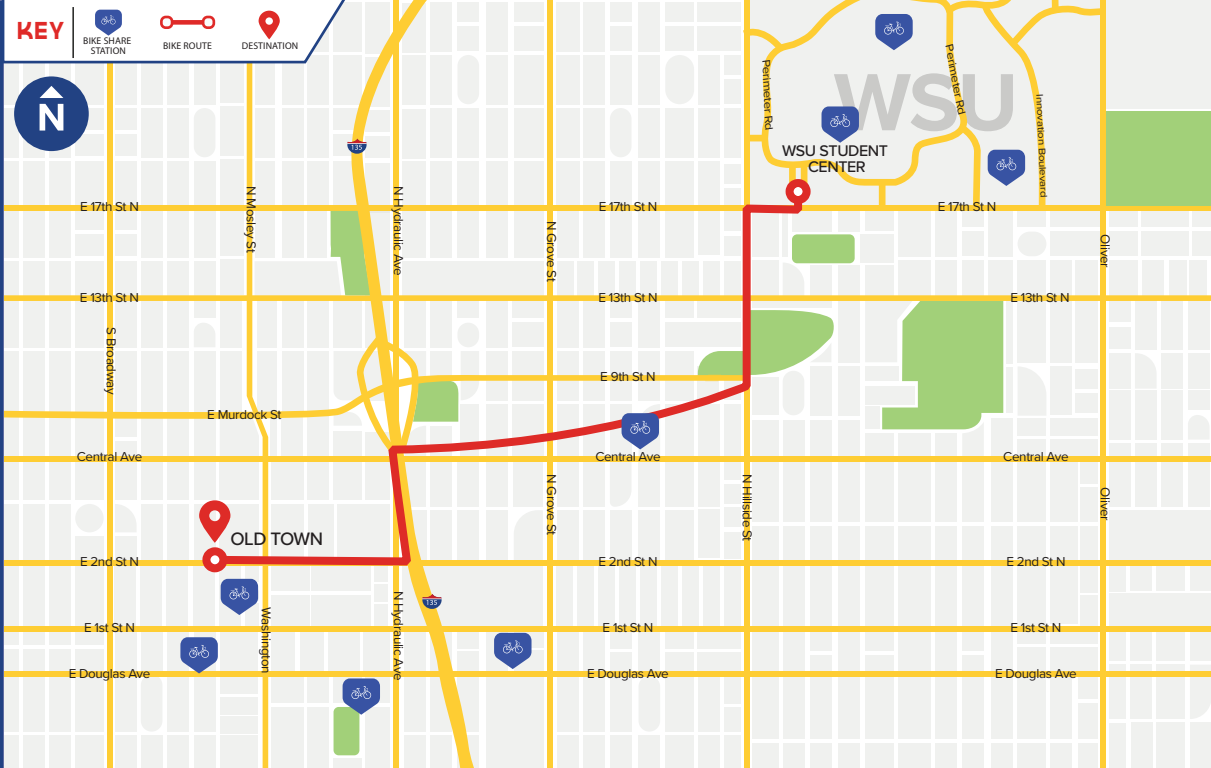 KEY
BIKE SHARE
STATION
BIKE ROUTE
DESTINATION
N
WSU
Perimeter Rd
Perimeter Rd
Innovation Boulevard
WSU STUDENT
CENTER
135
N Mosley St
N Hydraulic Ave
E 17th St N
E 17th St N
E 17th St N
N Grove St
Oliver
E 13th St N
E 13th St N
E 13th St N
S Broadway
E 9th St N
E Murdock St
Central Ave
Central Ave
Central Ave
N Grove St
N Hillside St
Oliver
OLD TOWN
E 2nd St N
E 2nd St N
E 2nd St N
135
Washington
N Hydraulic Ave
E 1st St N
E 1st St N
E 1st St N
E Douglas Ave
E Douglas Ave
E Douglas Ave